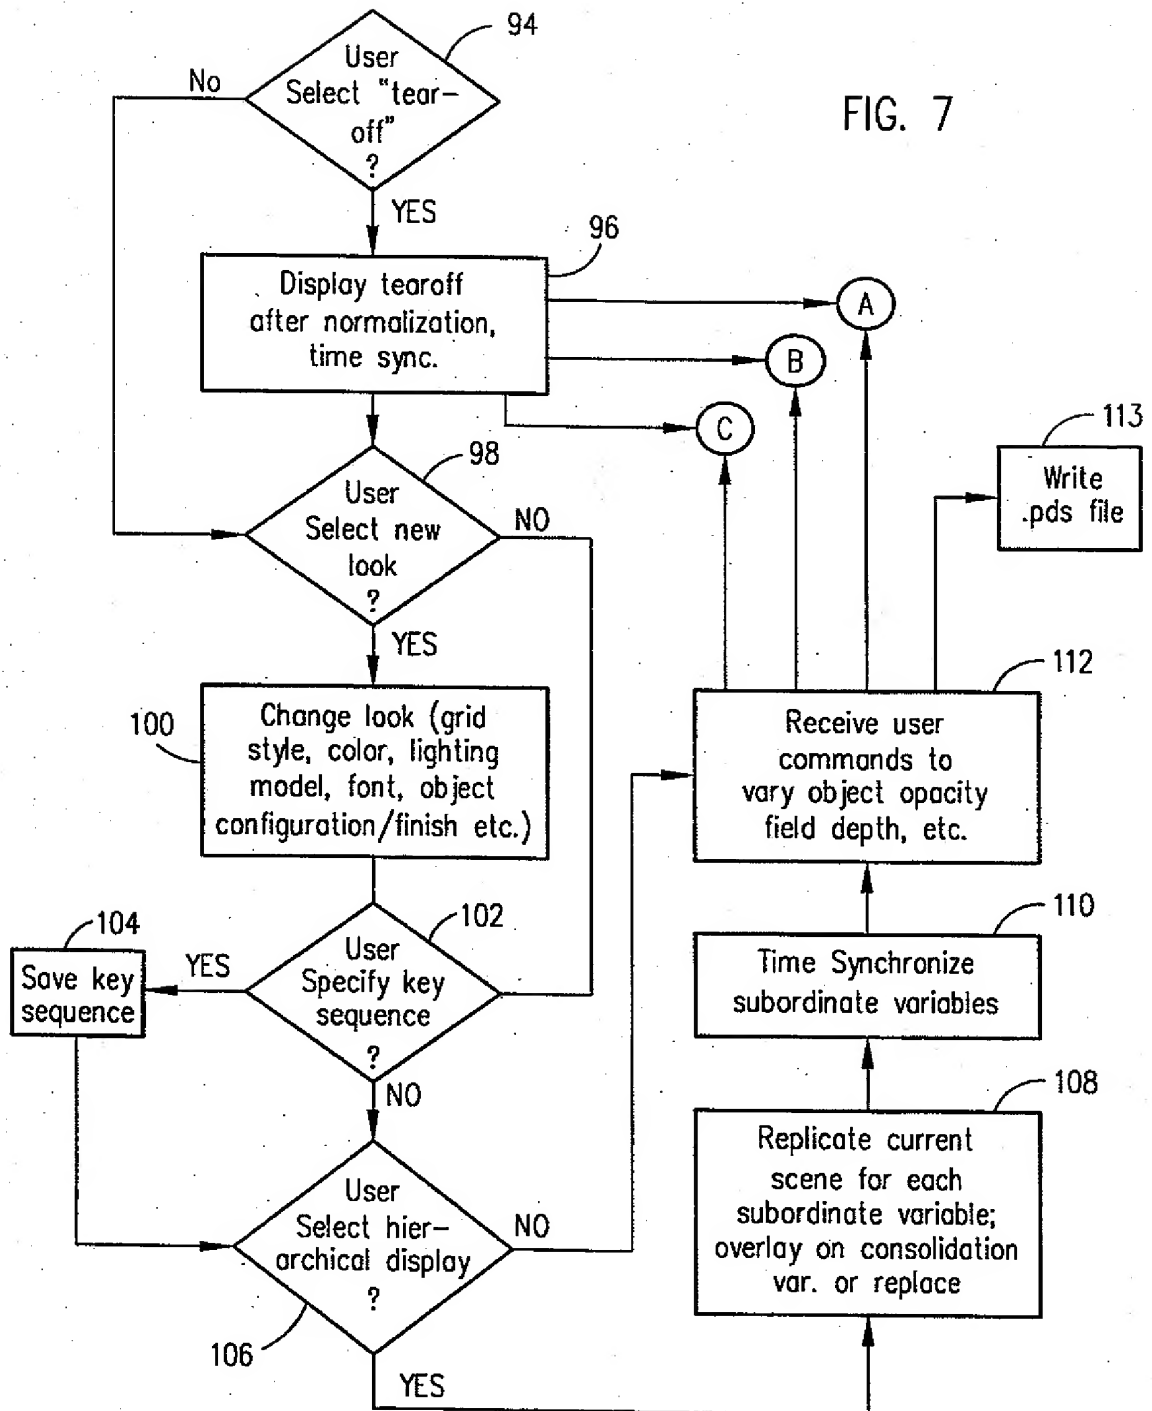 94
User
Select "tear-
off"
?
No
YES
FIG. 7
96
Display tearoff
after normalization,
time sync.
A
B
C
98
User
Select new
look
?
NO
YES
113
Write
.pds file
100
Change look (grid
style, color, lighting
model, font, object
configuration/finish etc.)
112
Receive user
commands to
vary object opacity
field depth, etc.
102
User
Specify key
sequence
?
YES
NO
104
Save key
sequence
110
Time Synchronize
subordinate variables
108
Replicate current
scene for each
subordinate variable;
overlay on consolidation
var. or replace
User
Select hier-
archical display
?
NO
106
YES